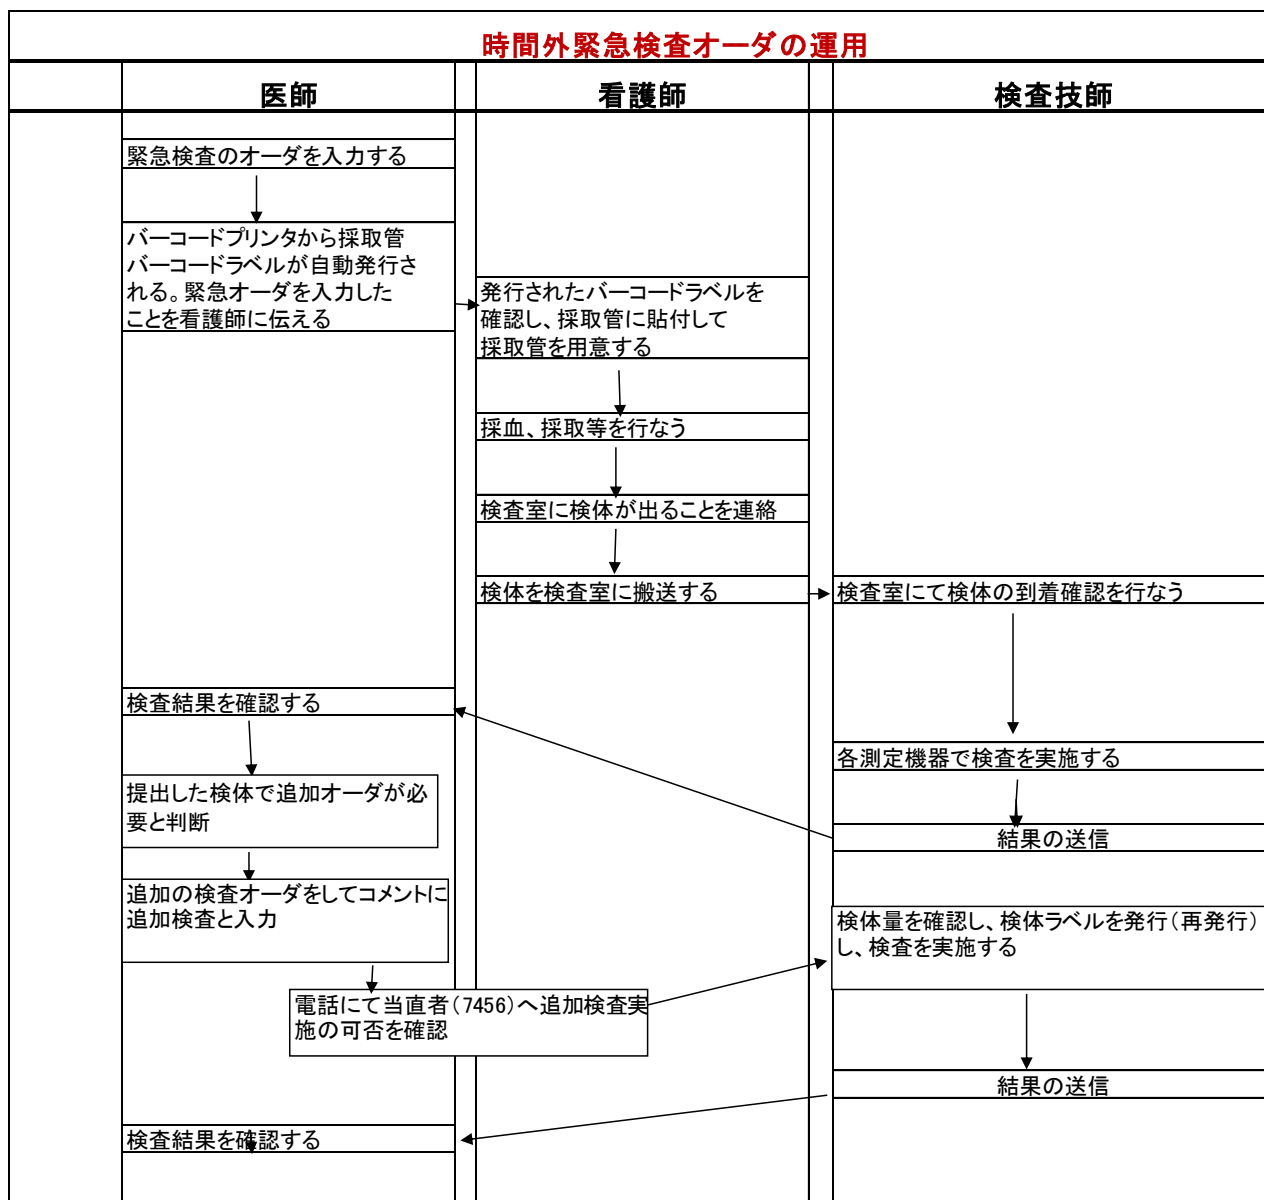 時間外緊急検査オーダの運用
医師
看護師
検査技師
緊急検査のオーダを入力する
バーコードプリンタから採取管
バーコードラベルが自動発行さ
れる。緊急オーダを入力した
ことを看護師に伝える
発行されたバーコードラベルを
確認し、採取管に貼付して
採取管を用意する
採血、採取等を行なう
検査室に検体が出ることを連絡
検体を検査室に搬送する
検査室にて検体の到着確認を行なう
各測定機器で検査を実施する
結果の送信
検査結果を確認する
提出した検体で追加オーダが必
要と判断
追加の検査オーダをしてコメントに
追加検査と入力
電話にて当直者(7456)へ追加検査実
施の可否を確認
検体量を確認し、検体ラベルを発行(再発行)
し、検査を実施する
結果の送信
検査結果を確認する